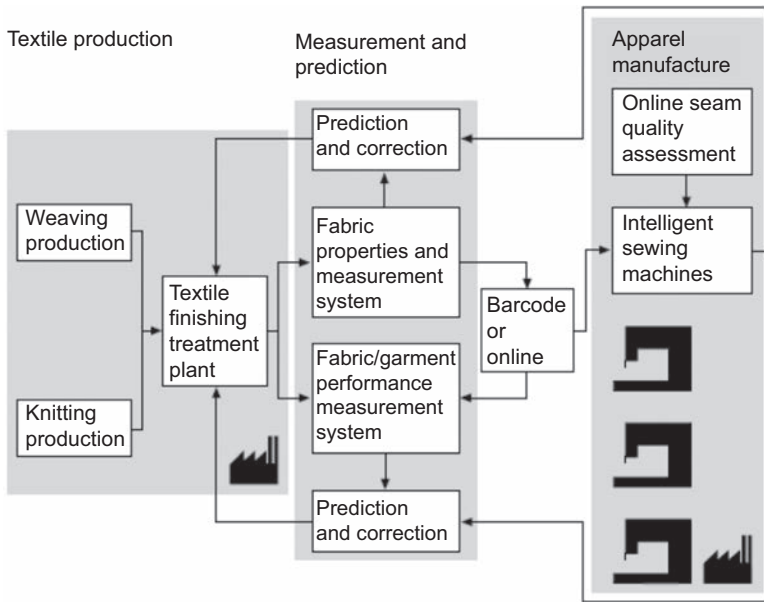 Textile production
Measurement and
prediction
Apparel
manufacture
Prediction
and correction
Online seam
quality
assessment
Weaving
production
Fabric
properties and
measurement
system
Intelligent
sewing
machines
Textile
finishing
treatment
plant
Barcode
or
online
Fabric/garment
performance
measurement
system
Knitting
production
Prediction
and correction